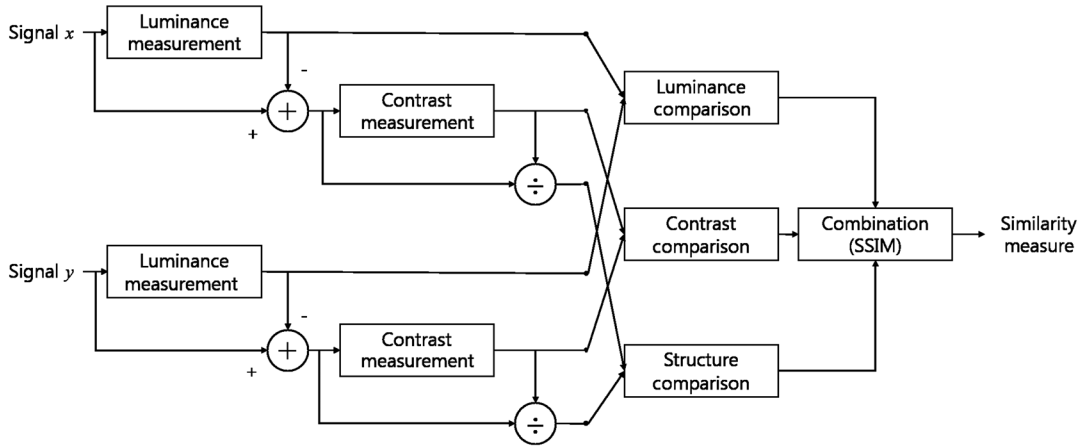 Signal x
Luminance
measurement
-
+
+
Contrast
measurement
÷
Signal y
Luminance
measurement
-
+
+
Contrast
measurement
÷
Luminance
comparison
Contrast
comparison
Structure
comparison
Combination
(SSIM)
Similarity
measure